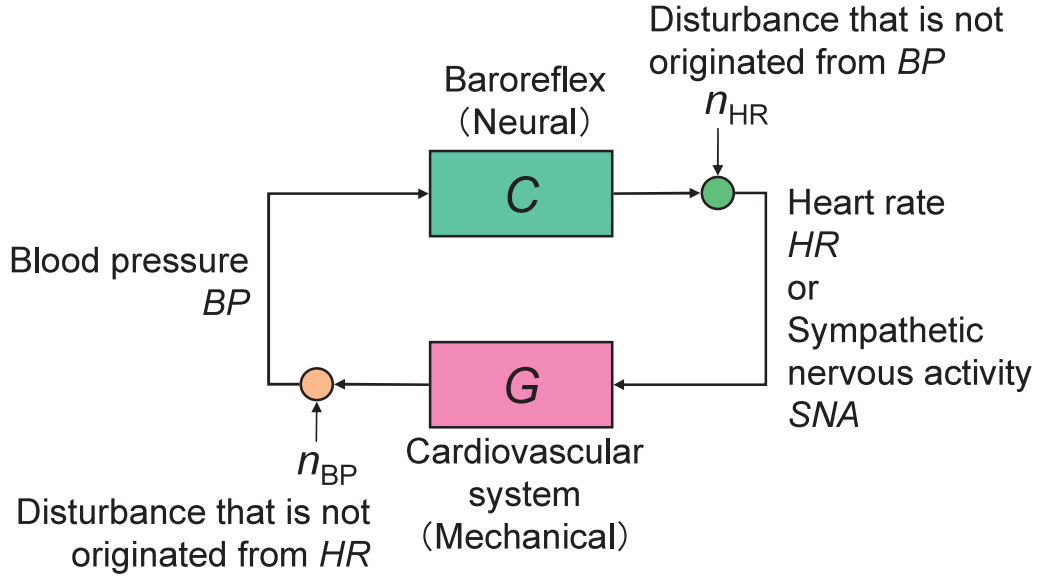 Disturbance that is not
originated from BP
nHR
Baroreflex
（Neural）
C
Heart rate
HR
or
Sympathetic
nervous activity
SNA
Blood pressure
BP
G
Cardiovascular
system
（Mechanical）
nBP
Disturbance that is not
originated from HR